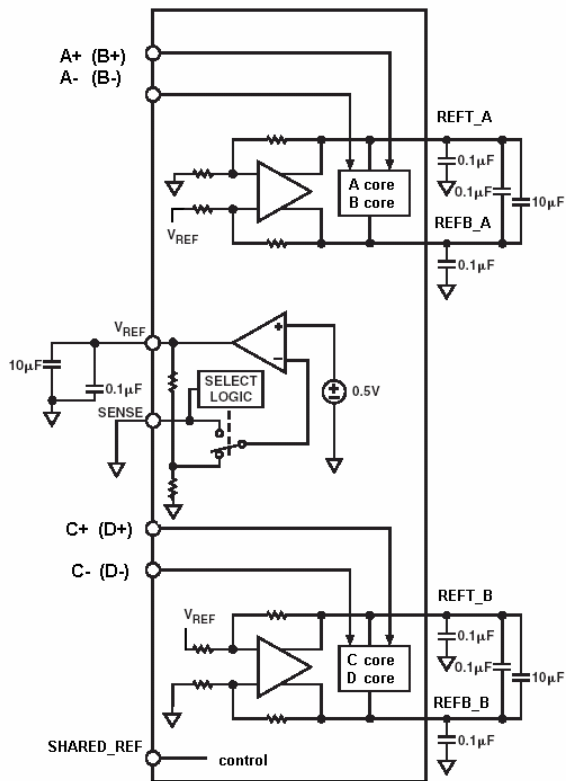 A+ (B+)
A- (B-)
REFT_A
0.1µF
A core
B core
0.1µF
10µF
VREF
REFB_A
0.1µF
VREF
+
−
10µF
0.1µF
SELECT
LOGIC
0.5V
SENSE
C+ (D+)
C- (D-)
REFT_B
VREF
0.1µF
C core
D core
0.1µF
10µF
REFB_B
0.1µF
SHARED_REF
control